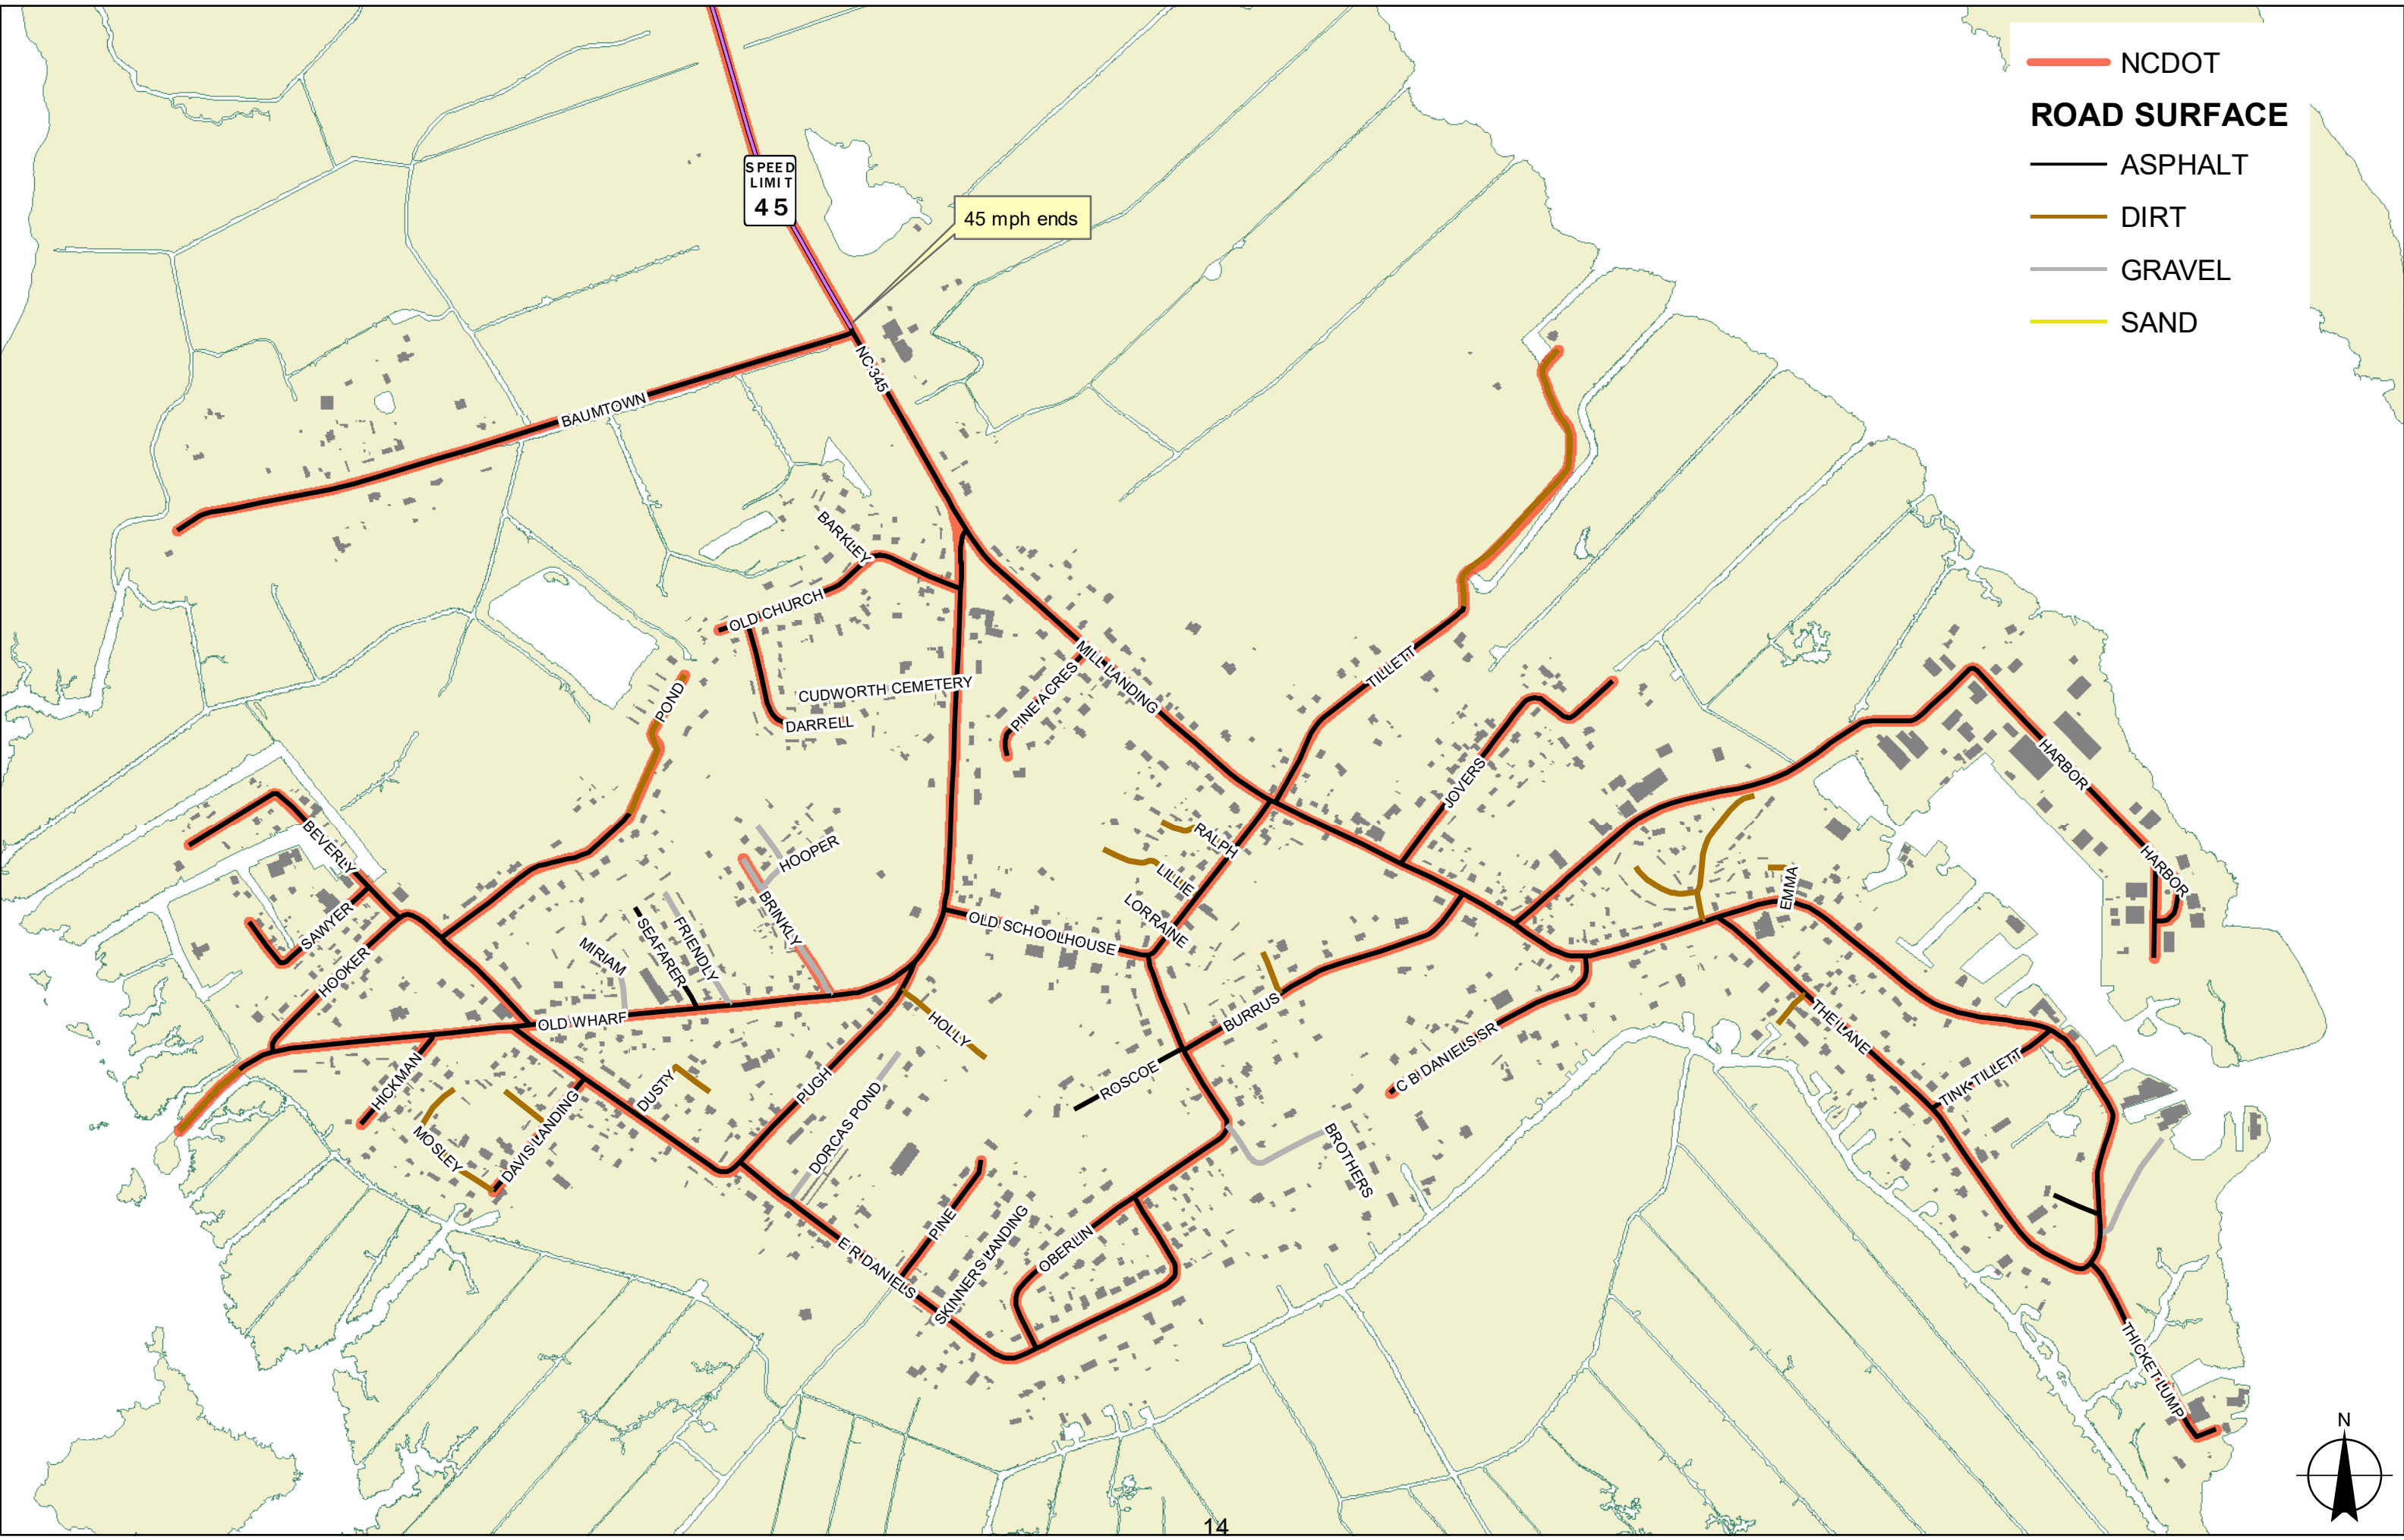 NCDOT
ROAD SURFACE
ASPHALT
DIRT
GRAVEL
SAND
SPEED
LIMIT
45
45 mph ends
NC 345
BAUMTOWN
BARKLEY
OLD CHURCH
MILL LANDING
TILLETT
PINE ACRES
CUDWORTH CEMETERY
POND
DARRELL
JOVERS
HARBOR
BEVERLY
RALPH
HOOPER
HARBOR
LILLIE
EMMA
SAWYER
BRINKLY
LORRAINE
OLD SCHOOLHOUSE
FRIENDLY
SEAFARER
MIRIAM
HOOKER
OLD WHARF
BURRUS
HOLLY
THE LANE
C B DANIELS SR
TINK TILLETT
HICKMAN
DUSTY
PUGH
ROSCOE
DORCAS POND
DAVIS LANDING
MOSLEY
BROTHERS
PINE
OBERLIN
SKINNERS LANDING
E R DANIELS
THICKET LUMP
N
14